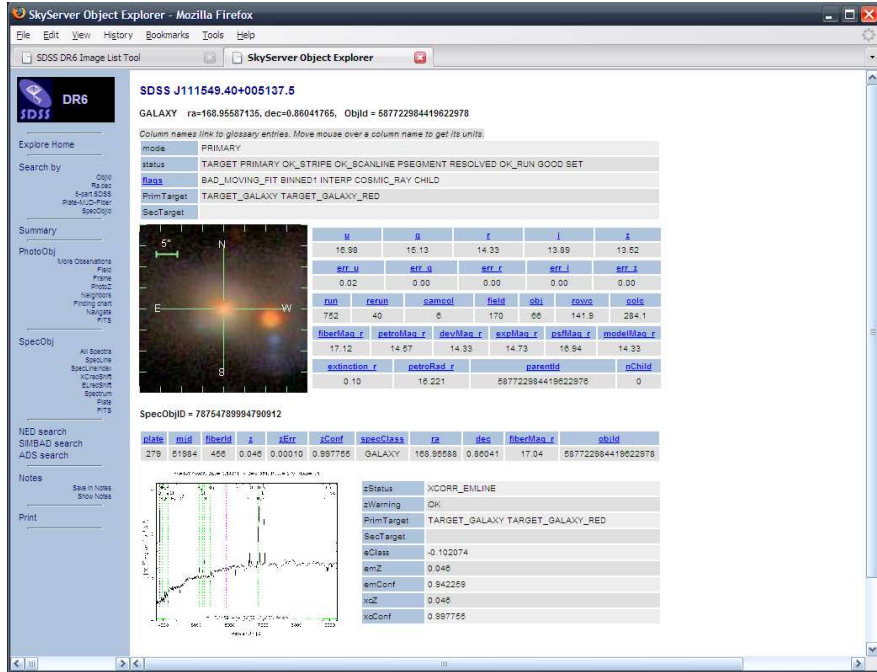 SkyServer Object Explorer - Mozilla Firefox
File Edit View History Bookmarks Tools Help
SDSS DR6 Image List Tool
SkyServer Object Explorer
SDSS
DR6
Explore Home
Search by
ObjId
Ra,dec
5-part SDSS
Plate-MJD-Fiber
SpecObjId
Summary
PhotoObj
More Observations
Field
Frame
PhotoZ
Neighbors
Finding chart
Navigate
FITS
SpecObj
All Spectra
SpecLine
SpecLineIndex
XCredShift
ELredShift
Spectrum
Plate
FITS
NED search
SIMBAD search
ADS search
Notes
Save in Notes
Show Notes
Print
SDSS J111549.40+005137.5
GALAXY ra=168.95587135, dec=0.86041765, ObjId = 587722984419622978
Column names link to glossary entries. Move mouse over a column name to get its units.
mode PRIMARY
status TARGET PRIMARY OK_STRIPE OK_SCANLINE PSEGMENT RESOLVED OK_RUN GOOD SET
flags BAD_MOVING_FIT BINNED1 INTERP COSMIC_RAY CHILD
PrimTarget TARGET_GALAXY TARGET_GALAXY_RED
SecTarget
5"
N
E
W
S
u g r i z
16.98 15.13 14.33 13.89 13.52
err_u err_g err_r err_i err_z
0.02 0.00 0.00 0.00 0.00
run rerun camcol field obj rowc colc
752 40 6 170 66 141.9 284.1
fiberMag_r petroMag_r devMag_r expMag_r psfMag_r modelMag_r
17.12 14.57 14.33 14.73 16.94 14.33
extinction_r petroRad_r parentId nChild
0.10 16.221 587722984419622976 0
SpecObjID = 78754789994790912
plate mjd fiberId z zErr zConf specClass ra dec fiberMag_r objId
279 51984 466 0.046 0.00010 0.997755 GALAXY 168.95588 0.86041 17.04 587722984419622978
zStatus XCORR_EMLINE
zWarning OK
PrimTarget TARGET_GALAXY TARGET_GALAXY_RED
SecTarget
eClass -0.102074
emZ 0.046
emConf 0.942259
xcZ 0.046
xcConf 0.997755